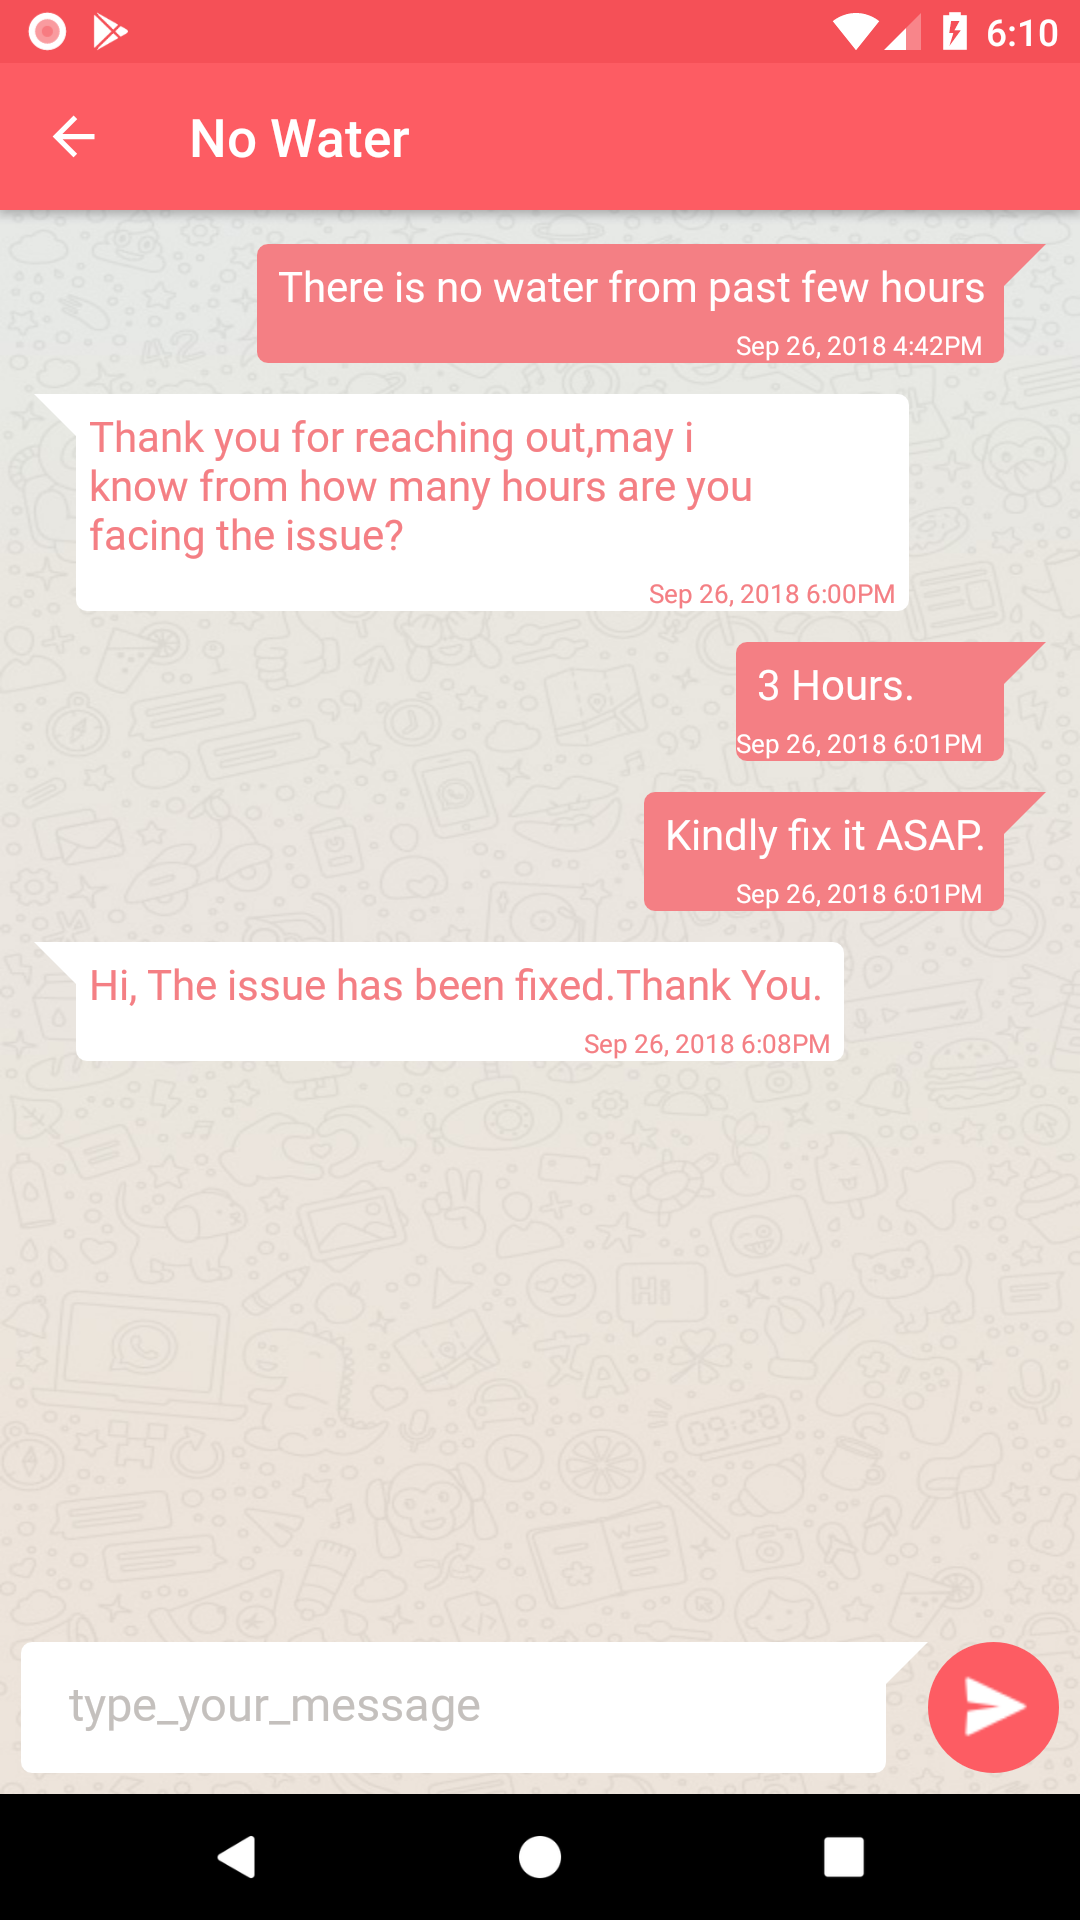 6:10
No Water
There is no water from past few hours
Sep 26, 2018 4:42PM
Thank you for reaching out,may i
know from how many hours are you
facing the issue?
Sep 26, 2018 6:00PM
3 Hours.
Sep 26, 2018 6:01PM
Kindly fix it ASAP.
Sep 26, 2018 6:01PM
Hi, The issue has been fixed.Thank You.
Sep 26, 2018 6:08PM
type_your_message